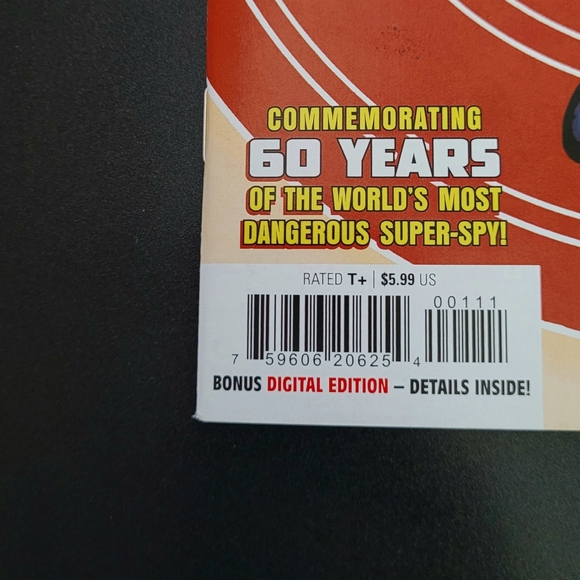 COMMEMORATING
60 YEARS
OF THE WORLD'S MOST
DANGEROUS SUPER-SPY!
RATED T+ | $5.99 US
00111
7 59606 20625 4
BONUS DIGITAL EDITION – DETAILS INSIDE!